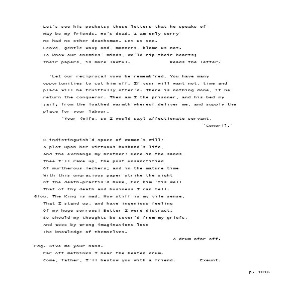 Let's see his pockets; these letters that he speaks of
May be my friends. He's dead. I am only sorry
He had no other deathsman. Let us see.
Leave, gentle wax; and, manners, blame us not.
To know our enemies' minds, we'ld rip their hearts;
Their papers, is more lawful. Reads the letter.
'Let our reciprocal vows be rememb'red. You have many
opportunities to cut him off. If your will want not, time and
place will be fruitfully offer'd. There is nothing done, if he
return the conqueror. Then am I the prisoner, and his bed my
jail; from the loathed warmth whereof deliver me, and supply the
place for your labour.
'Your (wife, so I would say) affectionate servant,
'Goneril.'
O indistinguish'd space of woman's will!
A plot upon her virtuous husband's life,
And the exchange my brother! Here in the sands
Thee I'll rake up, the post unsanctified
Of murtherous lechers; and in the mature time
With this ungracious paper strike the sight
Of the death-practis'd Duke, For him 'tis well
That of thy death and business I can tell.
Glou. The King is mad. How stiff is my vile sense,
That I stand up, and have ingenious feeling
Of my huge sorrows! Better I were distract.
So should my thoughts be sever'd from my griefs,
And woes by wrong imaginations lose
The knowledge of themselves.
A drum afar off.
Edg. Give me your hand.
Far off methinks I hear the beaten drum.
Come, father, I'll bestow you with a friend. Exeunt.